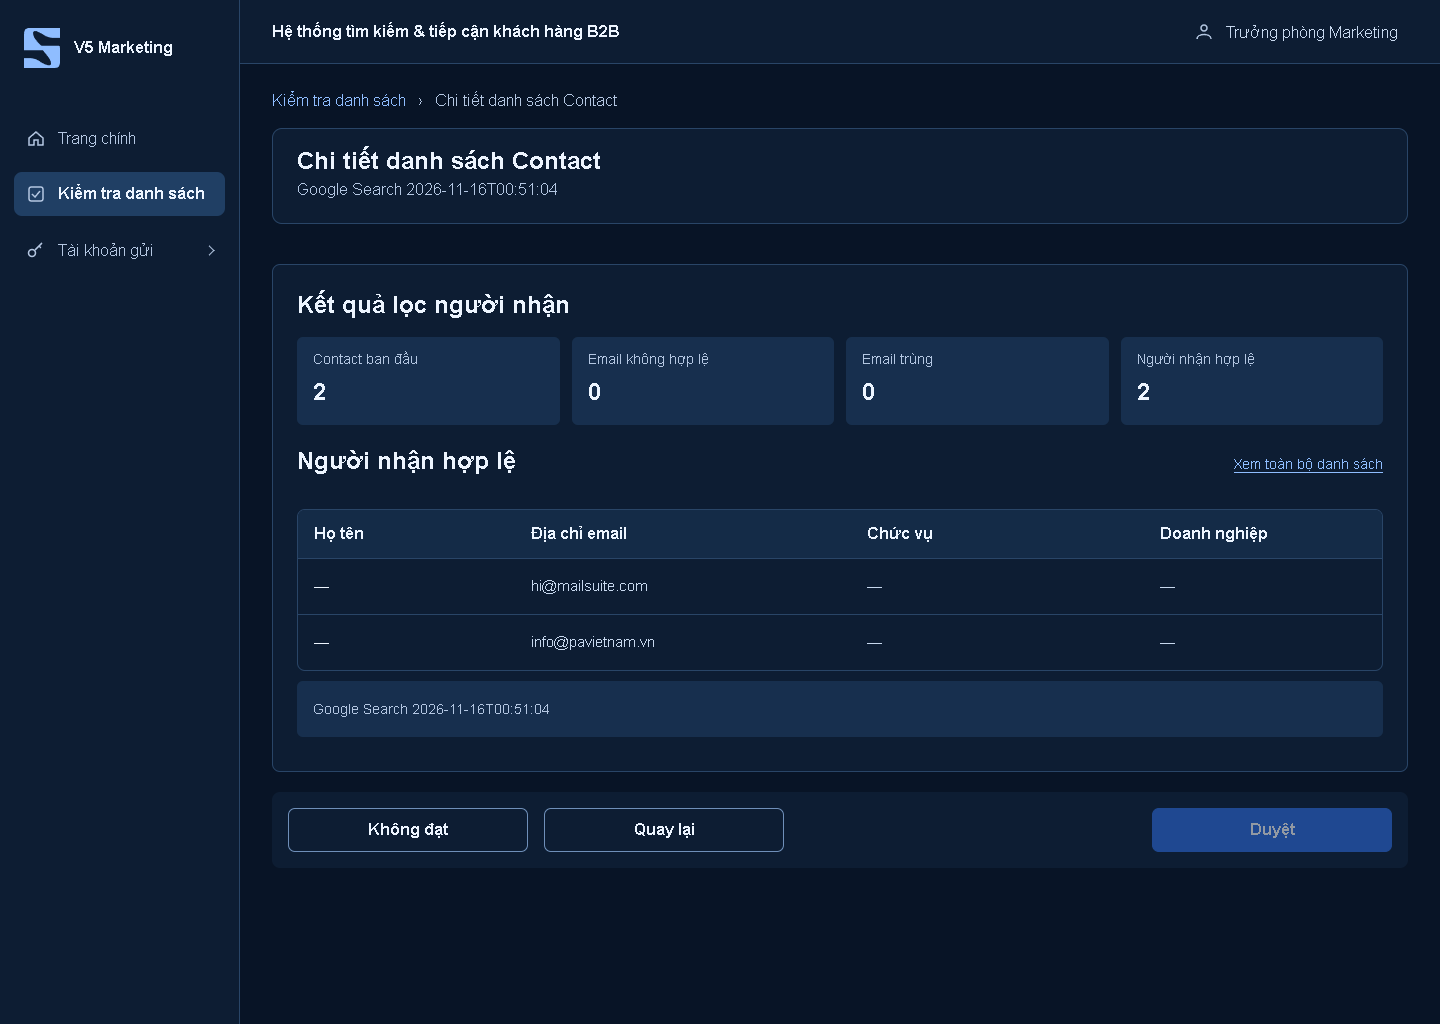 V5 Marketing
Hệ thống tìm kiếm & tiếp cận khách hàng B2B
Trưởng phòng Marketing
Trang chính
Kiểm tra danh sách
Tài khoản gửi
Kiểm tra danh sách › Chi tiết danh sách Contact
Chi tiết danh sách Contact
Google Search 2026-11-16T00:51:04
Kết quả lọc người nhận
Contact ban đầu
2
Email không hợp lệ
0
Email trùng
0
Người nhận hợp lệ
2
Người nhận hợp lệ
Xem toàn bộ danh sách
Họ tên Địa chỉ email Chức vụ Doanh nghiệp
— hi@mailsuite.com — —
— info@pavietnam.vn — —
Google Search 2026-11-16T00:51:04
Không đạt
Quay lại
Duyệt